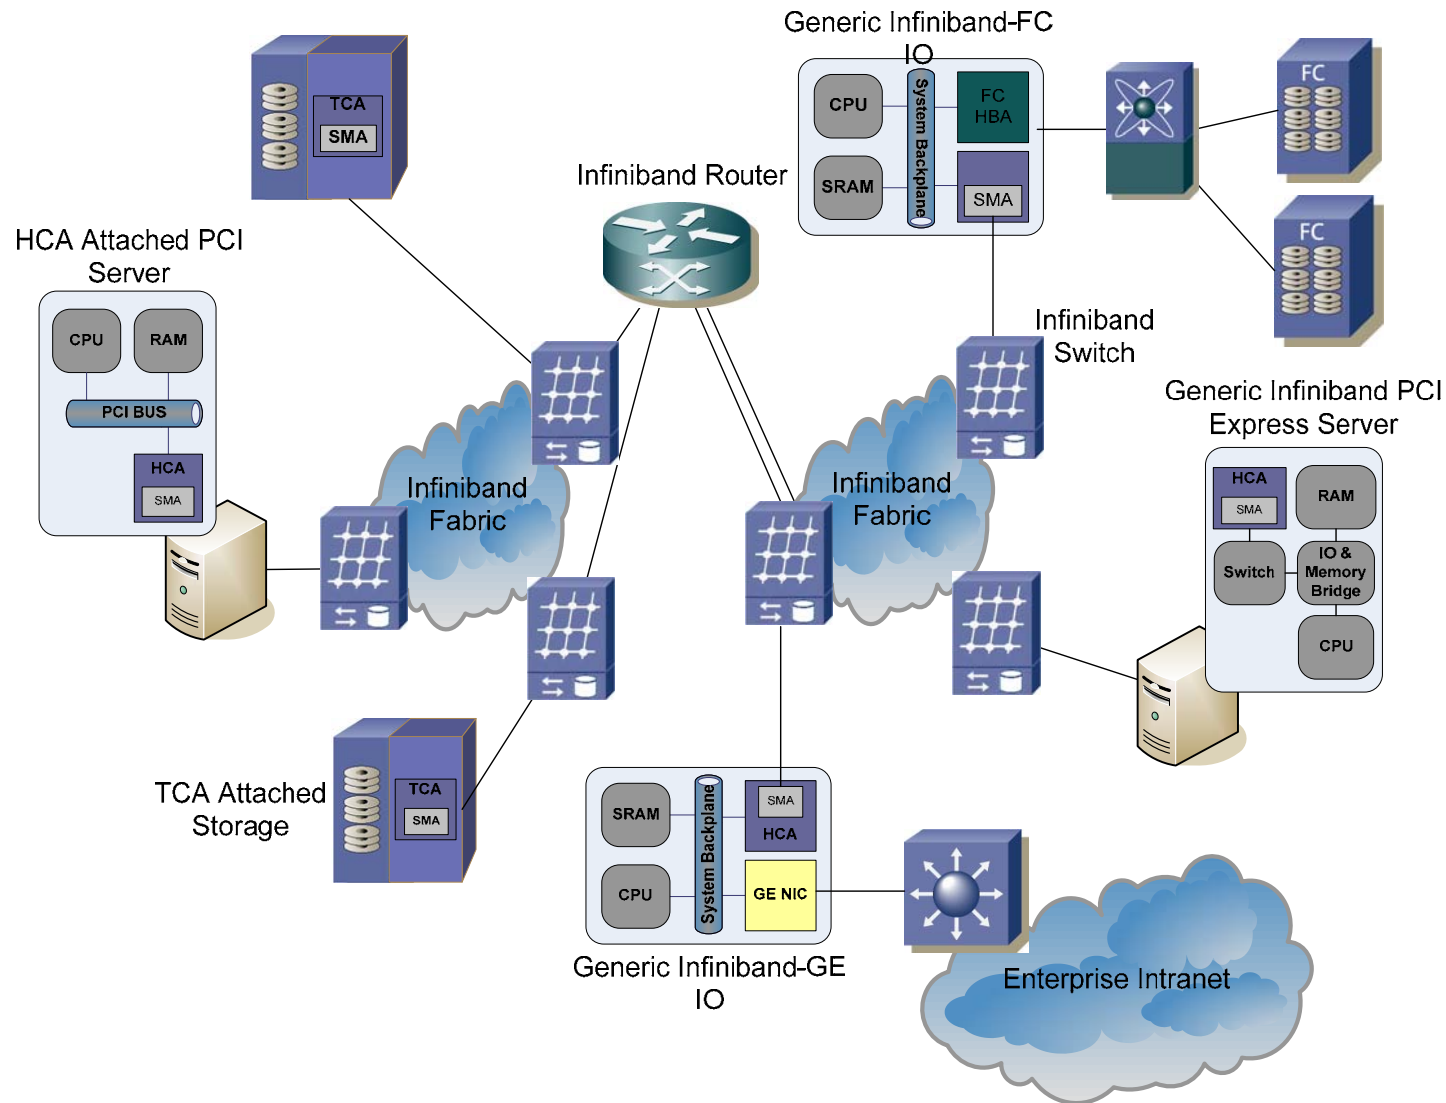 Generic Infiniband-FC
IO
CPU
SRAM
System Backplane
FC
HBA
SMA
FC
FC
TCA
SMA
Infiniband Router
HCA Attached PCI
Server
CPU
RAM
PCI BUS
HCA
SMA
Infiniband
Switch
Generic Infiniband PCI
Express Server
HCA
SMA
RAM
Switch
IO &
Memory
Bridge
CPU
Infiniband
Fabric
Infiniband
Fabric
TCA Attached
Storage
TCA
SMA
SRAM
CPU
System Backplane
SMA
HCA
GE NIC
Generic Infiniband-GE
IO
Enterprise Intranet